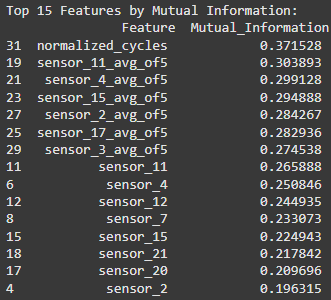 Top 15 Features by Mutual Information:
Feature Mutual_Information
31 normalized_cycles 0.371528
19 sensor_11_avg_of5 0.303893
21 sensor_4_avg_of5 0.299128
23 sensor_15_avg_of5 0.294888
27 sensor_2_avg_of5 0.284267
25 sensor_17_avg_of5 0.282936
29 sensor_3_avg_of5 0.274538
11 sensor_11 0.265888
6 sensor_4 0.250846
12 sensor_12 0.244935
8 sensor_7 0.233073
15 sensor_15 0.224943
18 sensor_21 0.217842
17 sensor_20 0.209696
4 sensor_2 0.196315